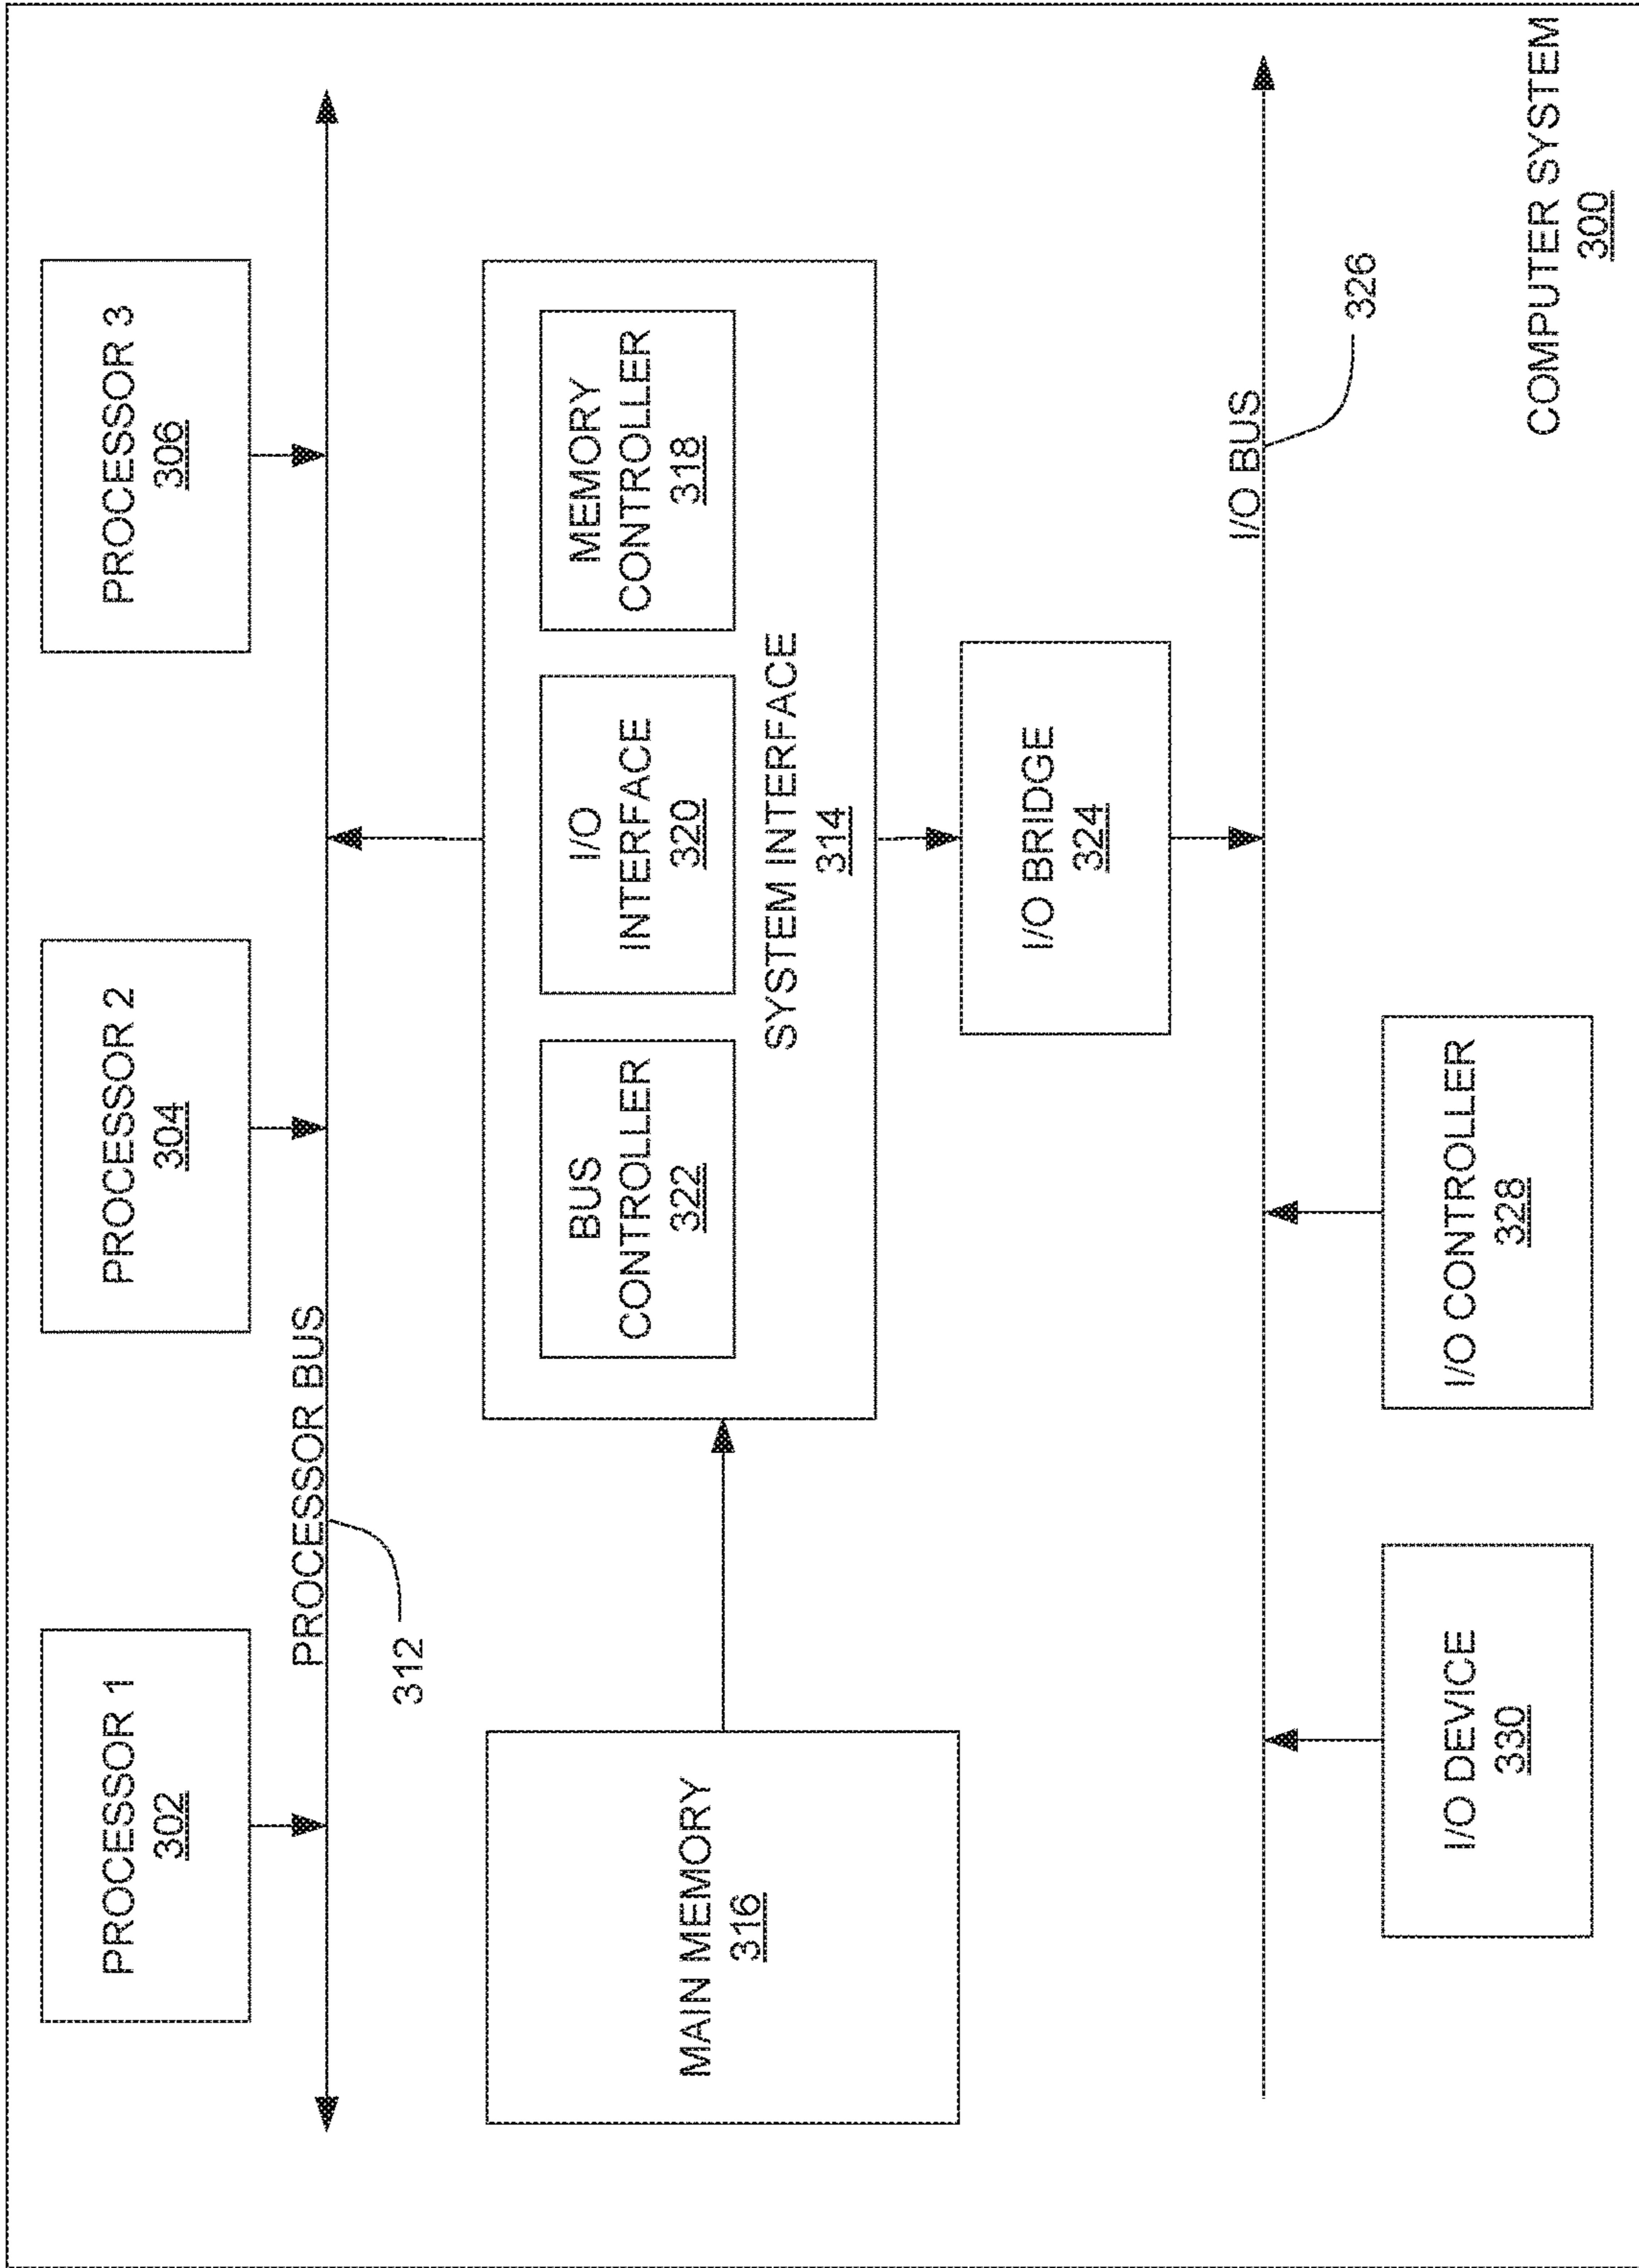 PROCESSOR 1
302
PROCESSOR 2
304
PROCESSOR 3
306
PROCESSOR BUS
312
MAIN MEMORY
316
BUS
CONTROLLER
322
I/O
INTERFACE
320
MEMORY
CONTROLLER
318
SYSTEM INTERFACE
314
I/O BRIDGE
324
I/O BUS
326
I/O DEVICE
330
I/O CONTROLLER
328
COMPUTER SYSTEM
300